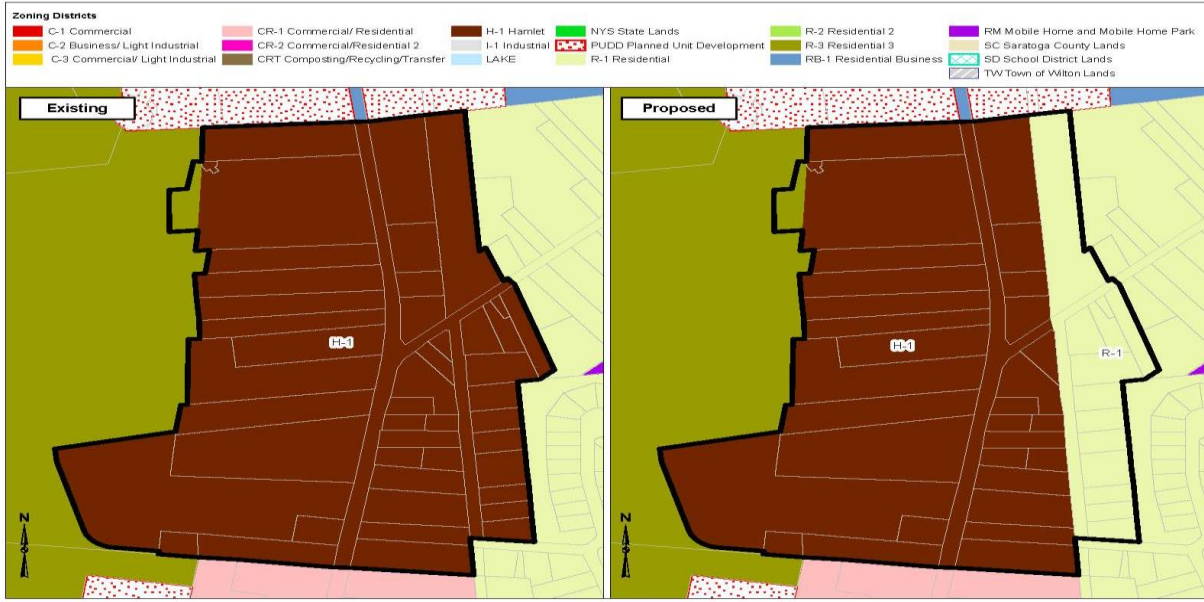 Zoning Districts
C-1 Commercial
C-2 Business/ Light Industrial
C-3 Commercial/ Light Industrial
CR-1 Commercial/ Residential
CR-2 Commercial/Residential 2
CRT Composting/Recycling/Transfer
H-1 Hamlet
I-1 Industrial
LAKE
NYS State Lands
PUDD Planned Unit Development
R-1 Residential
R-2 Residential 2
R-3 Residential 3
RB-1 Residential Business
RM Mobile Home and Mobile Home Park
SC Saratoga County Lands
SD School District Lands
TW Town of Wilton Lands
Existing
H-1
N
Proposed
H-1
R-1
N